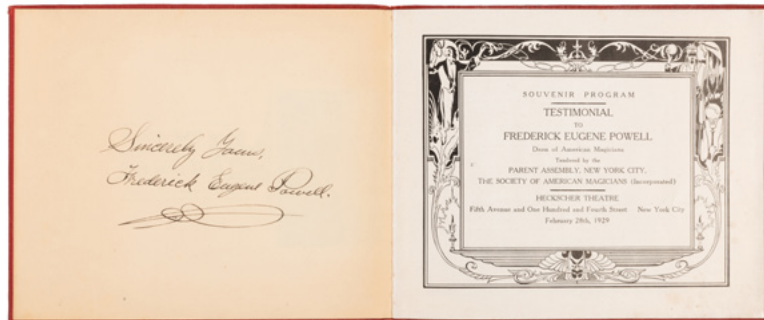 Sincerely Yours,
Frederick Eugene Powell.
SOUVENIR PROGRAM
TESTIMONIAL
TO
FREDERICK EUGENE POWELL
Dean of American Magicians
Tendered by the
PARENT ASSEMBLY, NEW YORK CITY,
THE SOCIETY OF AMERICAN MAGICIANS (Incorporated)
HECKSCHER THEATRE
Fifth Avenue and One Hundred and Fourth Street New York City
February 28th, 1929